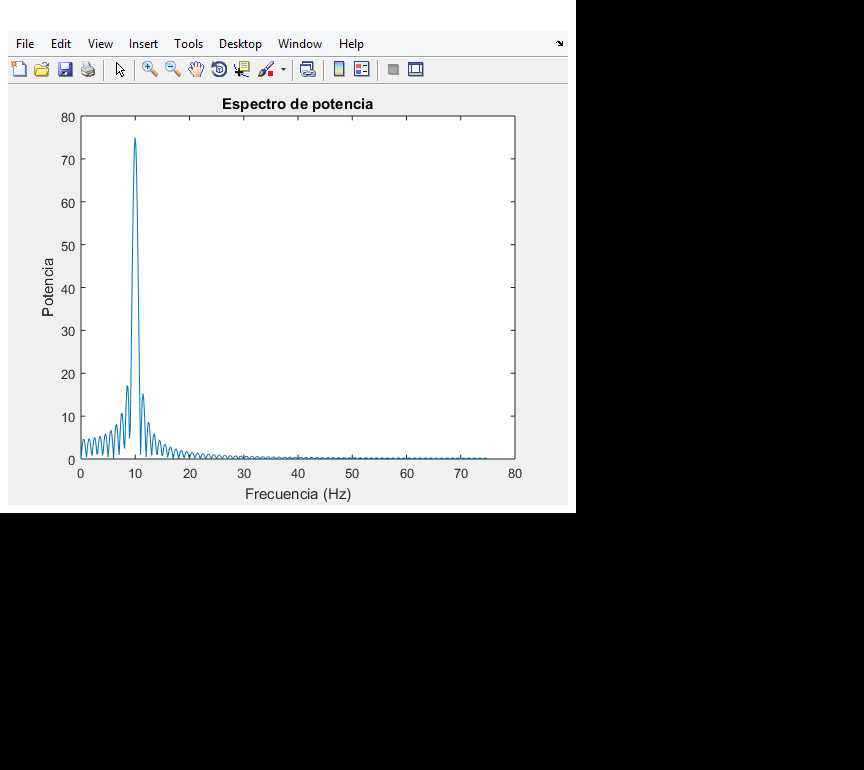 File Edit View Insert Tools Desktop Window Help
Espectro de potencia
80
70
60
50
40
30
20
10
0
Potencia
0 10 20 30 40 50 60 70 80
Frecuencia (Hz)